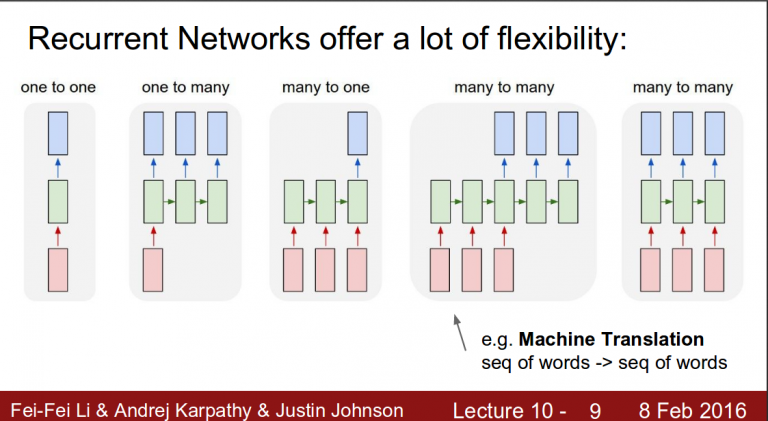 Recurrent Networks offer a lot of flexibility:
one to one one to many many to one many to many many to many
e.g. Machine Translation
seq of words -> seq of words
Fei-Fei Li & Andrej Karpathy & Justin Johnson Lecture 10 - 9 8 Feb 2016